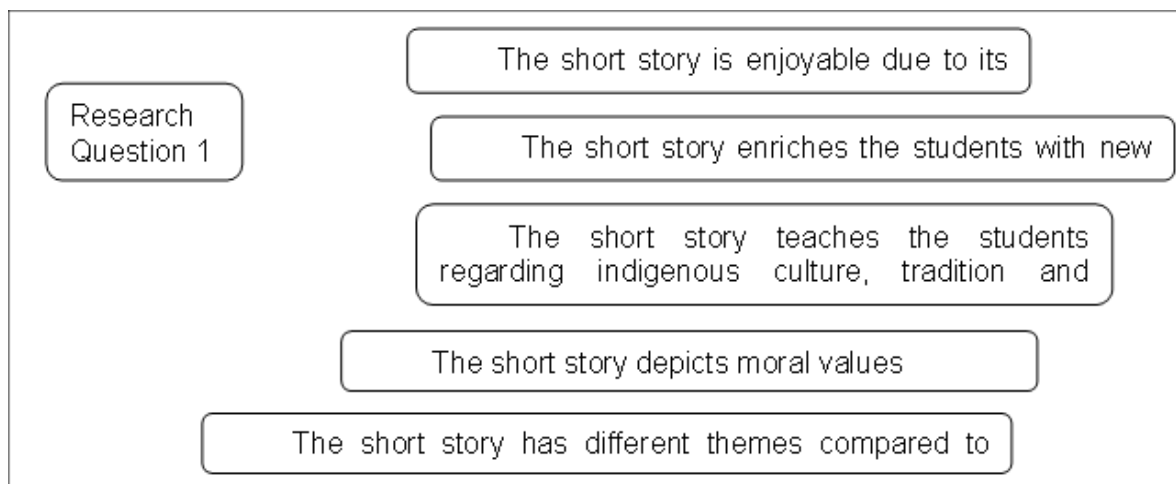 Research
Question 1
The short story is enjoyable due to its
The short story enriches the students with new
The short story teaches the students
regarding indigenous culture, tradition and
The short story depicts moral values
The short story has different themes compared to